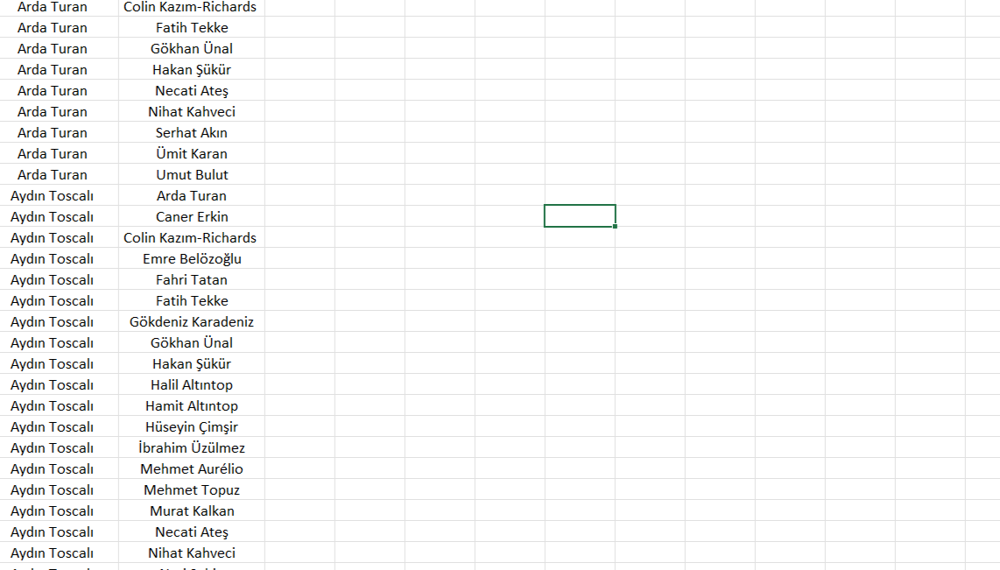 Arda Turan Colin Kazım-Richards
Arda Turan Fatih Tekke
Arda Turan Gökhan Ünal
Arda Turan Hakan Şükür
Arda Turan Necati Ateş
Arda Turan Nihat Kahveci
Arda Turan Serhat Akın
Arda Turan Ümit Karan
Arda Turan Umut Bulut
Aydın Toscalı Arda Turan
Aydın Toscalı Caner Erkin
Aydın Toscalı Colin Kazım-Richards
Aydın Toscalı Emre Belözoğlu
Aydın Toscalı Fahri Tatan
Aydın Toscalı Fatih Tekke
Aydın Toscalı Gökdeniz Karadeniz
Aydın Toscalı Gökhan Ünal
Aydın Toscalı Hakan Şükür
Aydın Toscalı Halil Altıntop
Aydın Toscalı Hamit Altıntop
Aydın Toscalı Hüseyin Çimşir
Aydın Toscalı İbrahim Üzülmez
Aydın Toscalı Mehmet Aurélio
Aydın Toscalı Mehmet Topuz
Aydın Toscalı Murat Kalkan
Aydın Toscalı Necati Ateş
Aydın Toscalı Nihat Kahveci